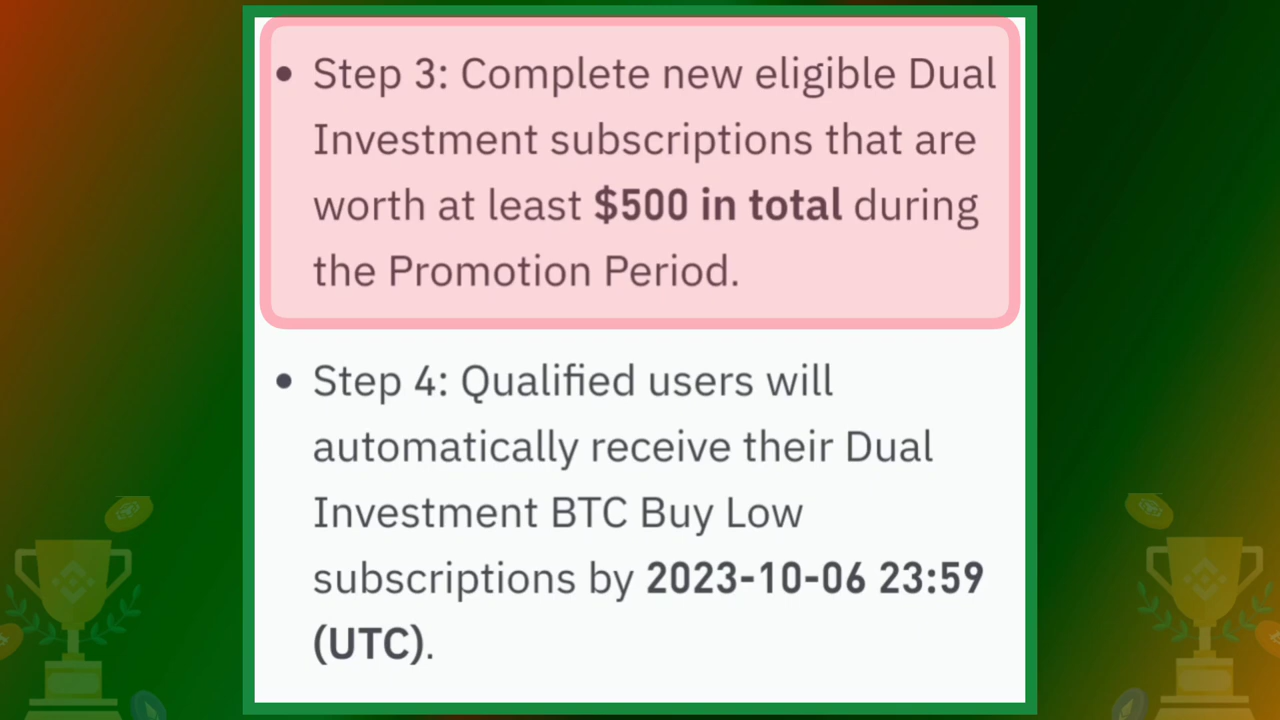 • Step 3: Complete new eligible Dual
Investment subscriptions that are
worth at least $500 in total during
the Promotion Period.
• Step 4: Qualified users will
automatically receive their Dual
Investment BTC Buy Low
subscriptions by 2023-10-06 23:59
(UTC).